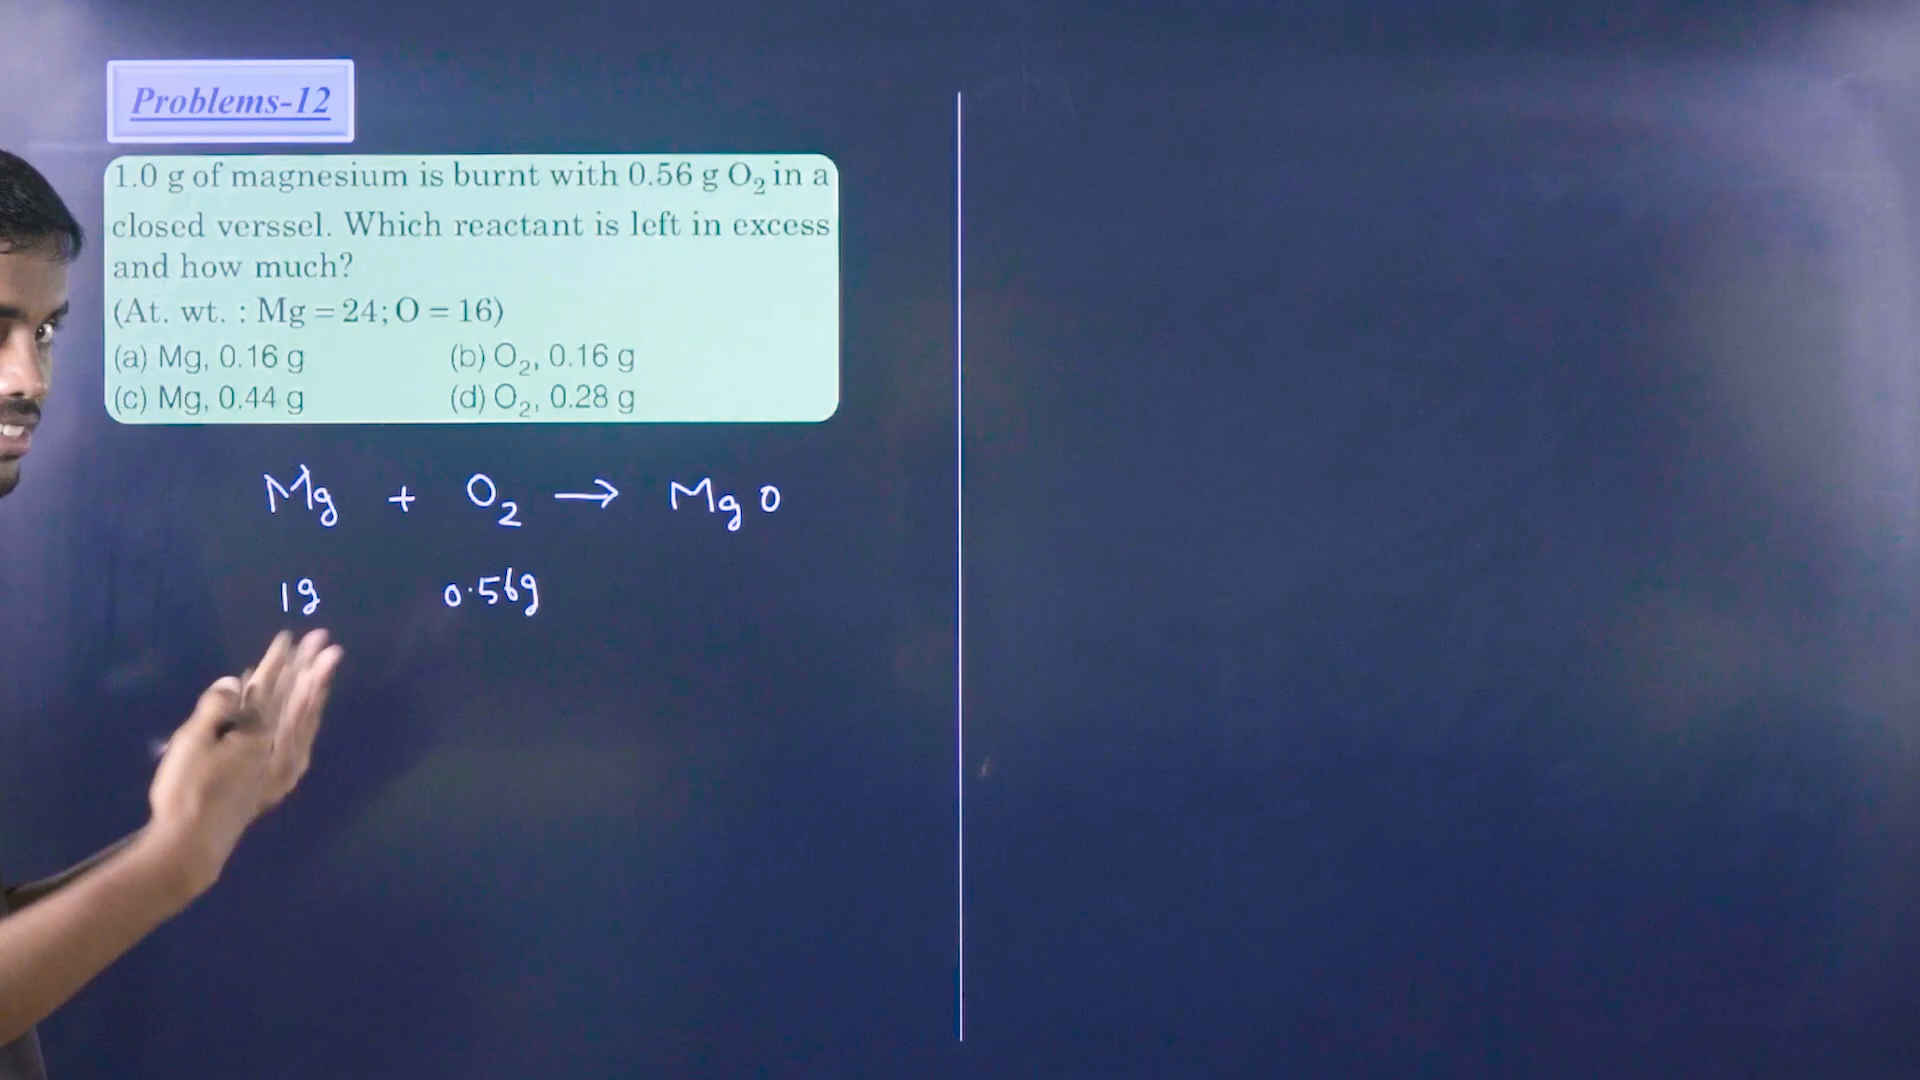 Problems-12
1.0 g of magnesium is burnt with 0.56 g O₂ in a
closed verssel. Which reactant is left in excess
and how much?
(At. wt. : Mg = 24; O = 16)
(a) Mg, 0.16 g (b) O₂, 0.16 g
(c) Mg, 0.44 g (d) O₂, 0.28 g
Mg + O₂ → MgO
1g 0.56g